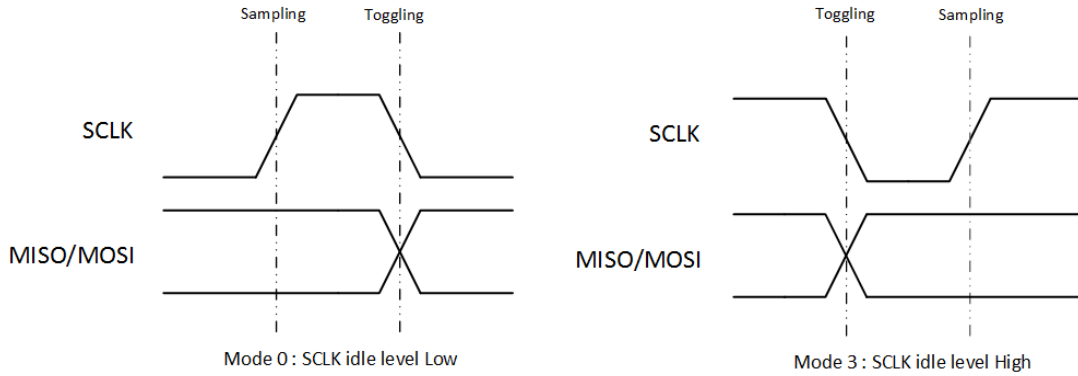 Sampling Toggling
SCLK
MISO/MOSI
Mode 0 : SCLK idle level Low
Toggling Sampling
SCLK
MISO/MOSI
Mode 3 : SCLK idle level High